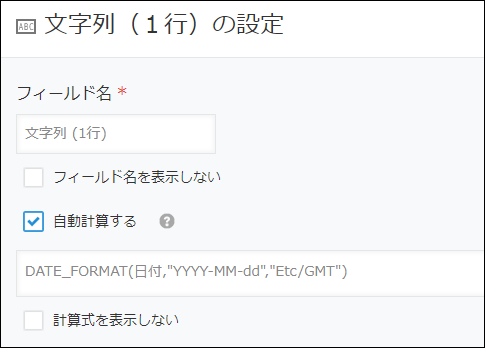 ABC 文字列（１行）の設定
フィールド名 *
文字列 (1行)
フィールド名を表示しない
自動計算する ?
DATE_FORMAT(日付,"YYYY-MM-dd","Etc/GMT")
計算式を表示しない